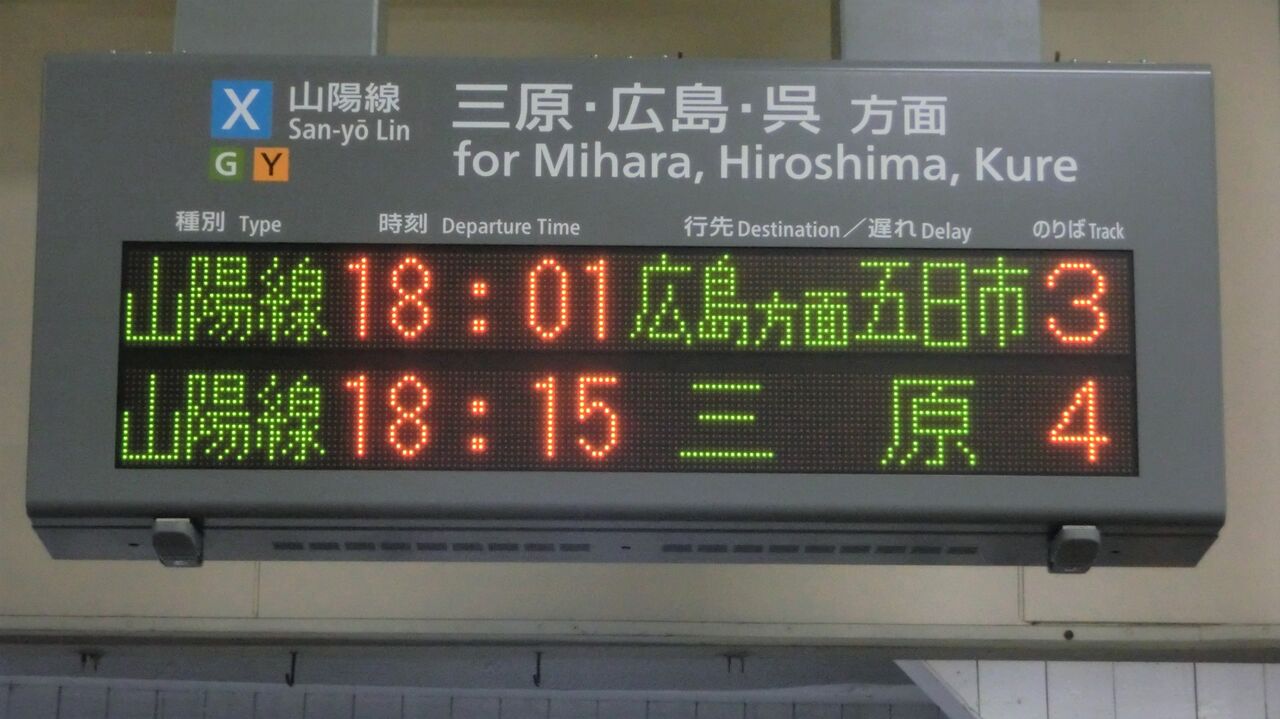 X 山陽線 三原・広島・呉 方面
G Y San-yō Lin for Mihara, Hiroshima, Kure
種別 Type 時刻 Departure Time 行先 Destination／遅れ Delay のりば Track
山陽線 18:01 広島方面五日市 3
山陽線 18:15 三原 4